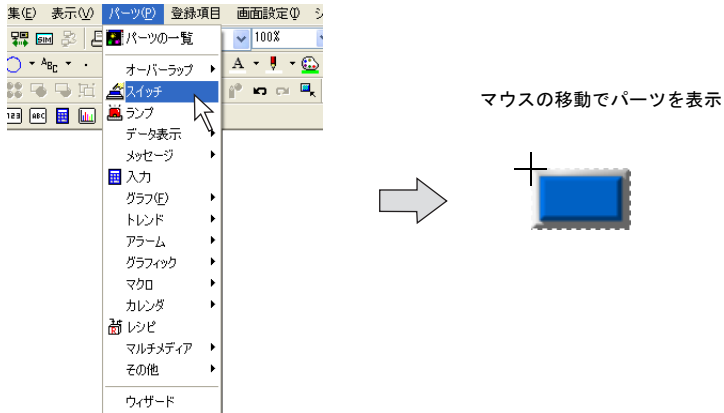 集(E) 表示(V) パーツ(P) 登録項目 画面設定(I) シ
SIM パーツの一覧 100%
ABC オーバーラップ A
スイッチ
123 ABC ランプ
データ表示
メッセージ
入力
グラフ(F)
トレンド
アラーム
グラフィック
マクロ
カレンダ
レシピ
マルチメディア
その他
ウィザード
マウスの移動でパーツを表示